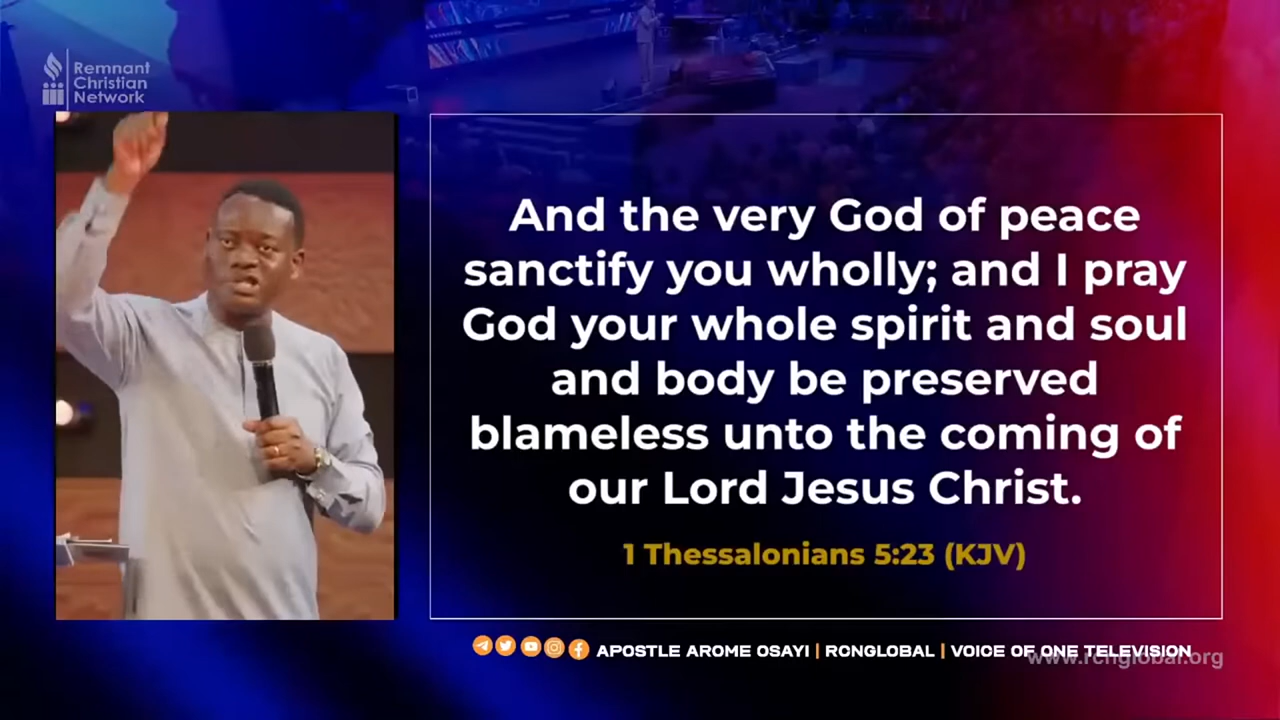 Remnant
Christian
Network
And the very God of peace
sanctify you wholly; and I pray
God your whole spirit and soul
and body be preserved
blameless unto the coming of
our Lord Jesus Christ.
1 Thessalonians 5:23 (KJV)
APOSTLE AROME OSAYI | RCNGLOBAL | VOICE OF ONE TELEVISION
www.rcnglobal.org